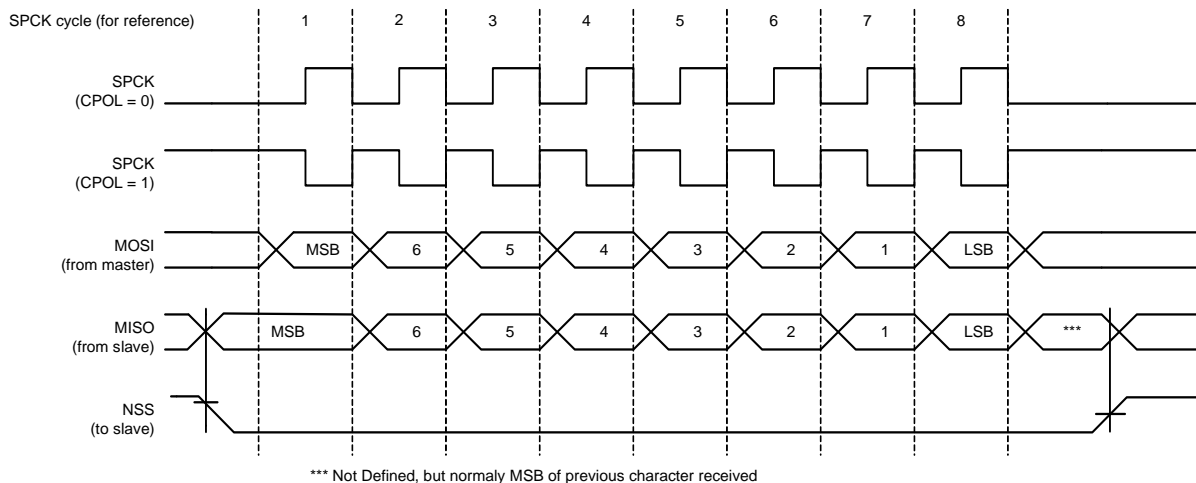 SPCK cycle (for reference) 1 2 3 4 5 6 7 8
SPCK
(CPOL = 0)
SPCK
(CPOL = 1)
MOSI
(from master)
MSB 6 5 4 3 2 1 LSB
MISO
(from slave)
MSB 6 5 4 3 2 1 LSB ***
NSS
(to slave)
*** Not Defined, but normaly MSB of previous character received